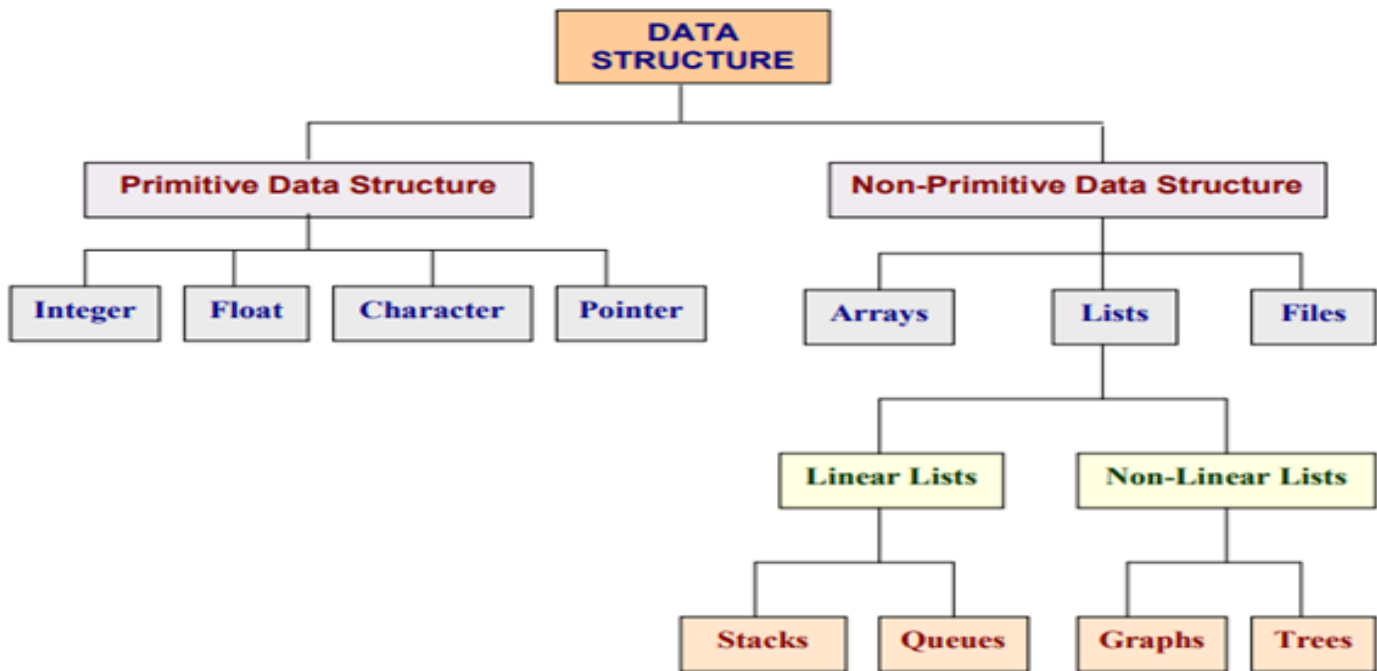 DATA
STRUCTURE
Primitive Data Structure
Non-Primitive Data Structure
Integer
Float
Character
Pointer
Arrays
Lists
Files
Linear Lists
Non-Linear Lists
Stacks
Queues
Graphs
Trees